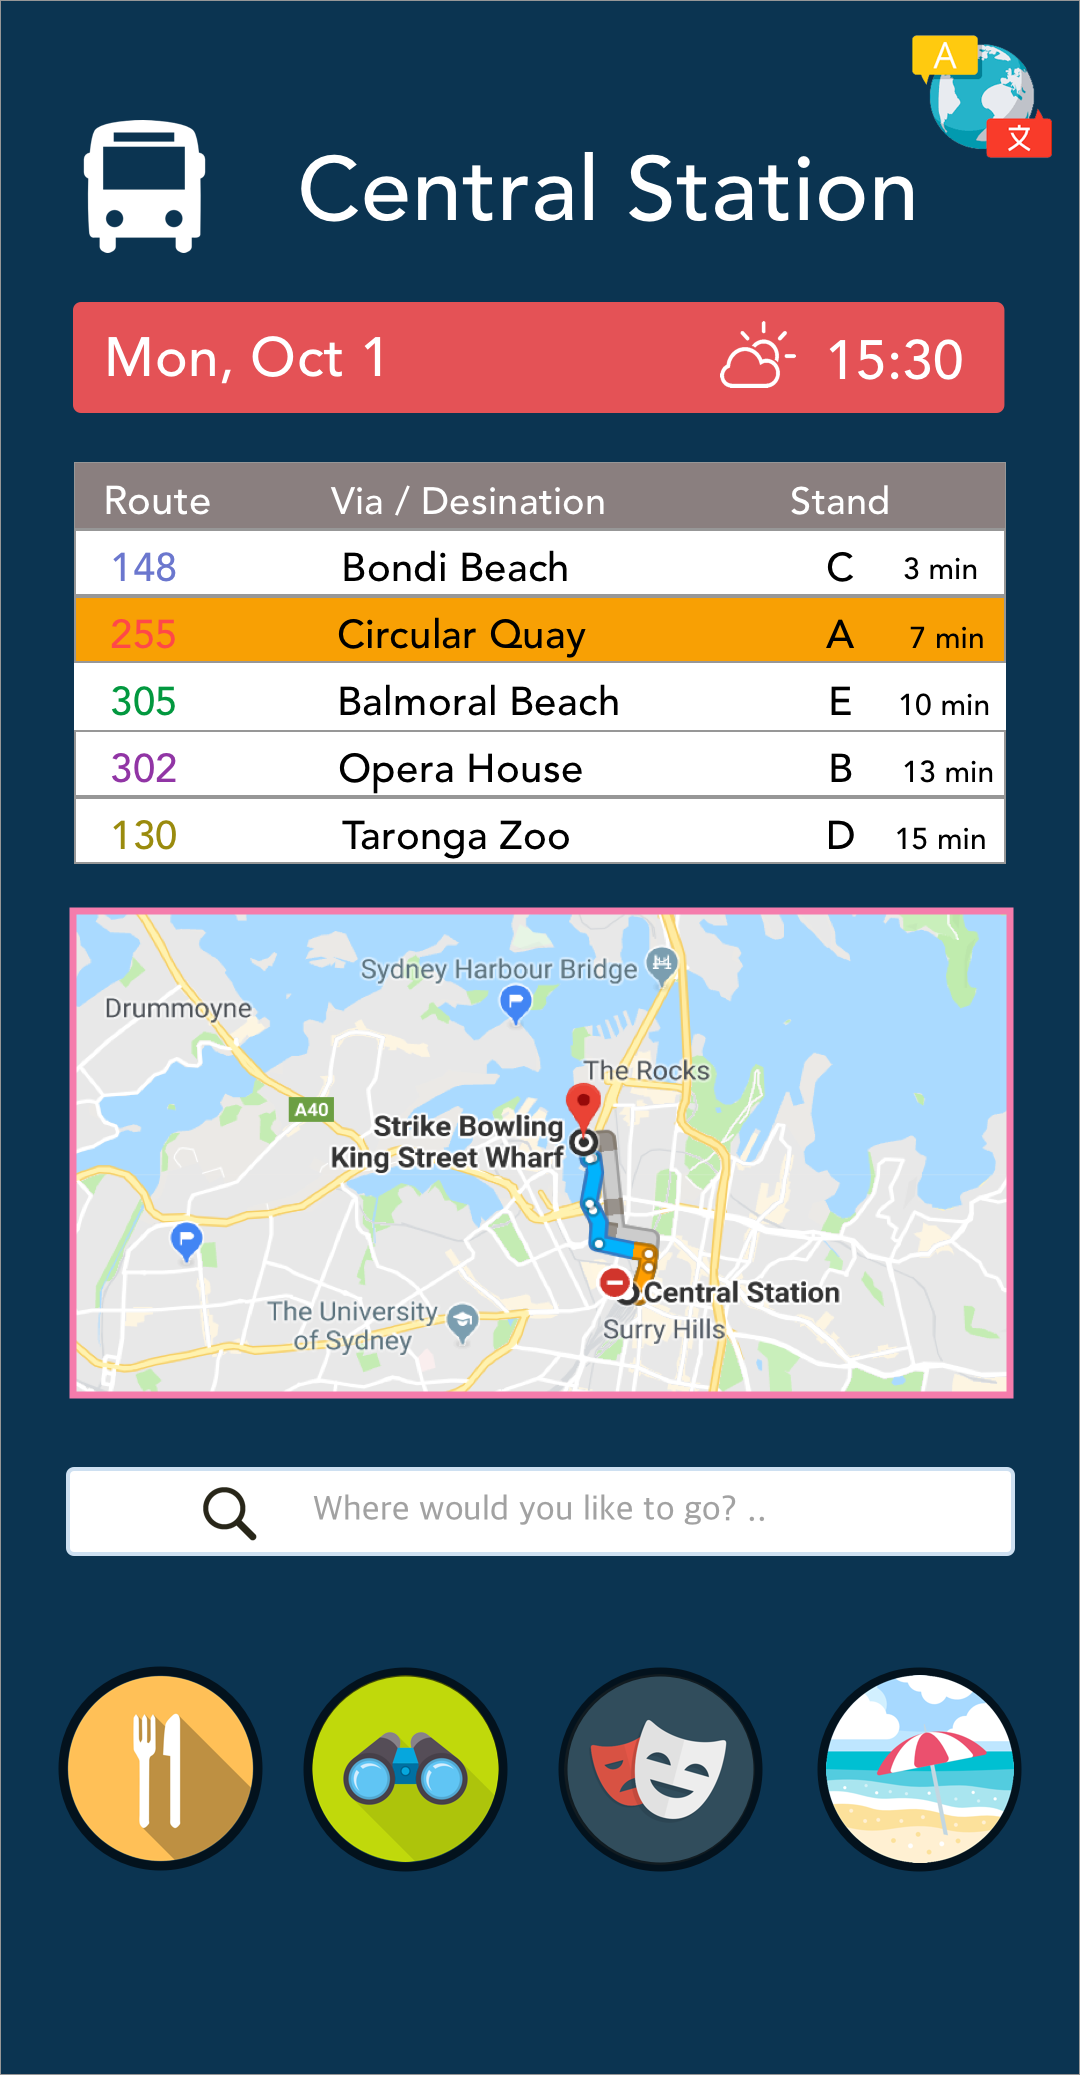 A
文
Central Station
Mon, Oct 1 15:30
Route Via / Desination Stand
148 Bondi Beach C 3 min
255 Circular Quay A 7 min
305 Balmoral Beach E 10 min
302 Opera House B 13 min
130 Taronga Zoo D 15 min
Sydney Harbour Bridge
Drummoyne
The Rocks
A40
Strike Bowling
King Street Wharf
Central Station
The University
of Sydney
Surry Hills
Where would you like to go? ..